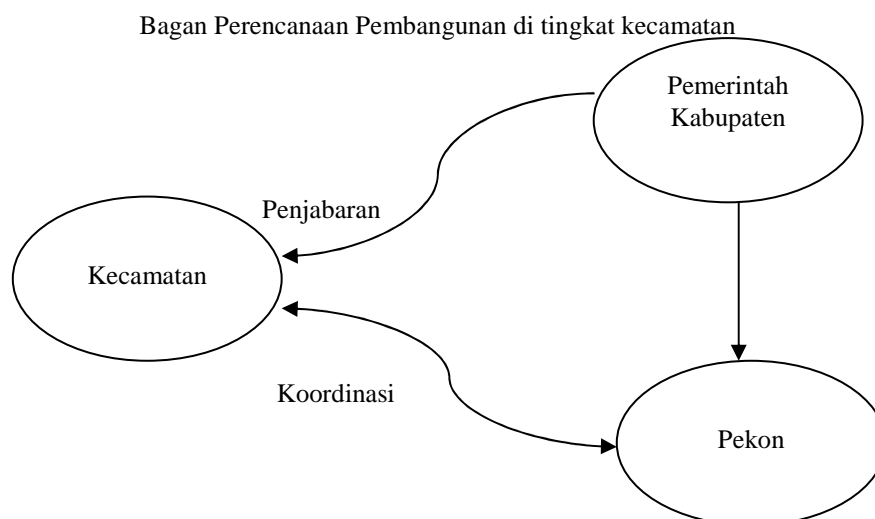 Bagan Perencanaan Pembangunan di tingkat kecamatan
Pemerintah
Kabupaten
Penjabaran
Kecamatan
Koordinasi
Pekon